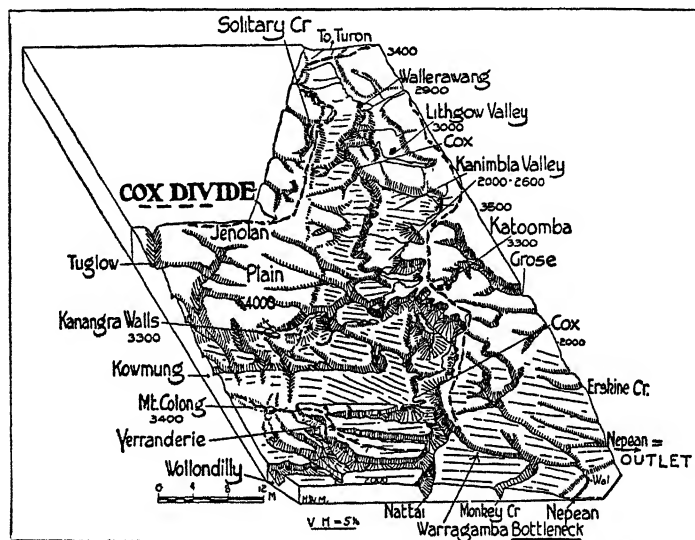 Solitary Cr
To Turon
3400
Wallerawang
2900
Lithgow Valley
3000
Cox
Kanimbla Valley
2000-2600
COX DIVIDE
3500
Jenolan
Katoomba
3300
Tuglow
Plain
Grose
4000
Kanangra Walls
3300
Cox
2000
Kowmung
Erskine Cr.
Mt. Colong
3400
Yerranderie
Nepean =
OUTLET
Wollondilly
2000
Wal
0 4 8 12 M
Nattai
Monkey Cr
Nepean
Warragamba Bottleneck